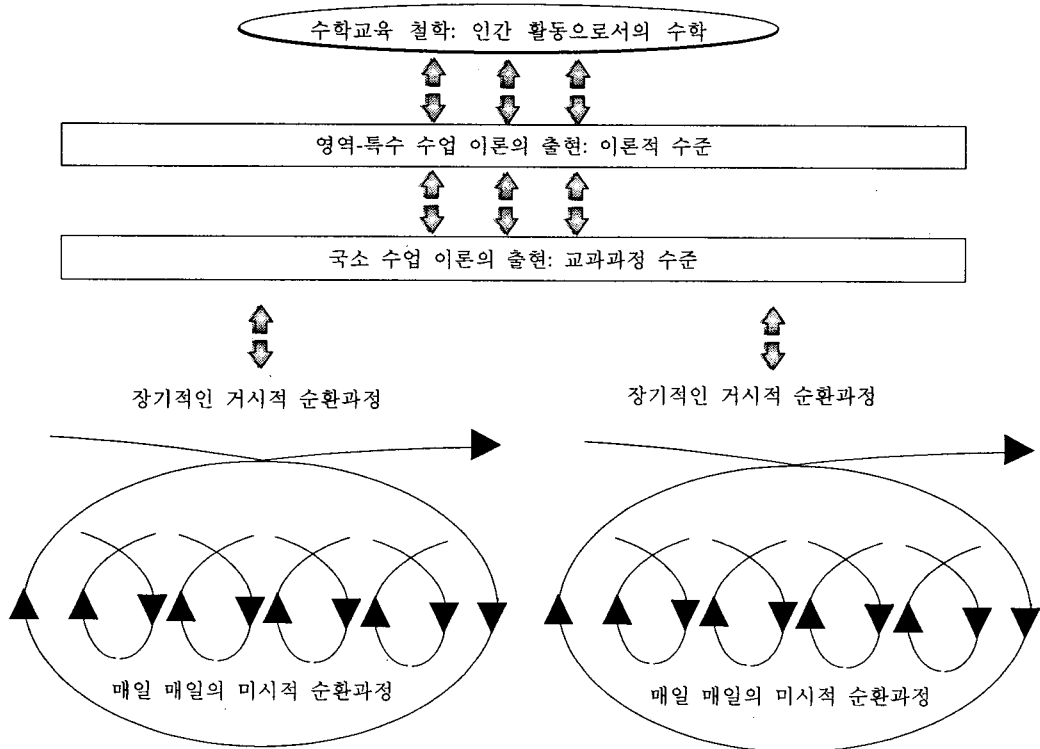 수학교육 철학: 인간 활동으로서의 수학
영역-특수 수업 이론의 출현: 이론적 수준
국소 수업 이론의 출현: 교과과정 수준
장기적인 거시적 순환과정
장기적인 거시적 순환과정
매일 매일의 미시적 순환과정
매일 매일의 미시적 순환과정